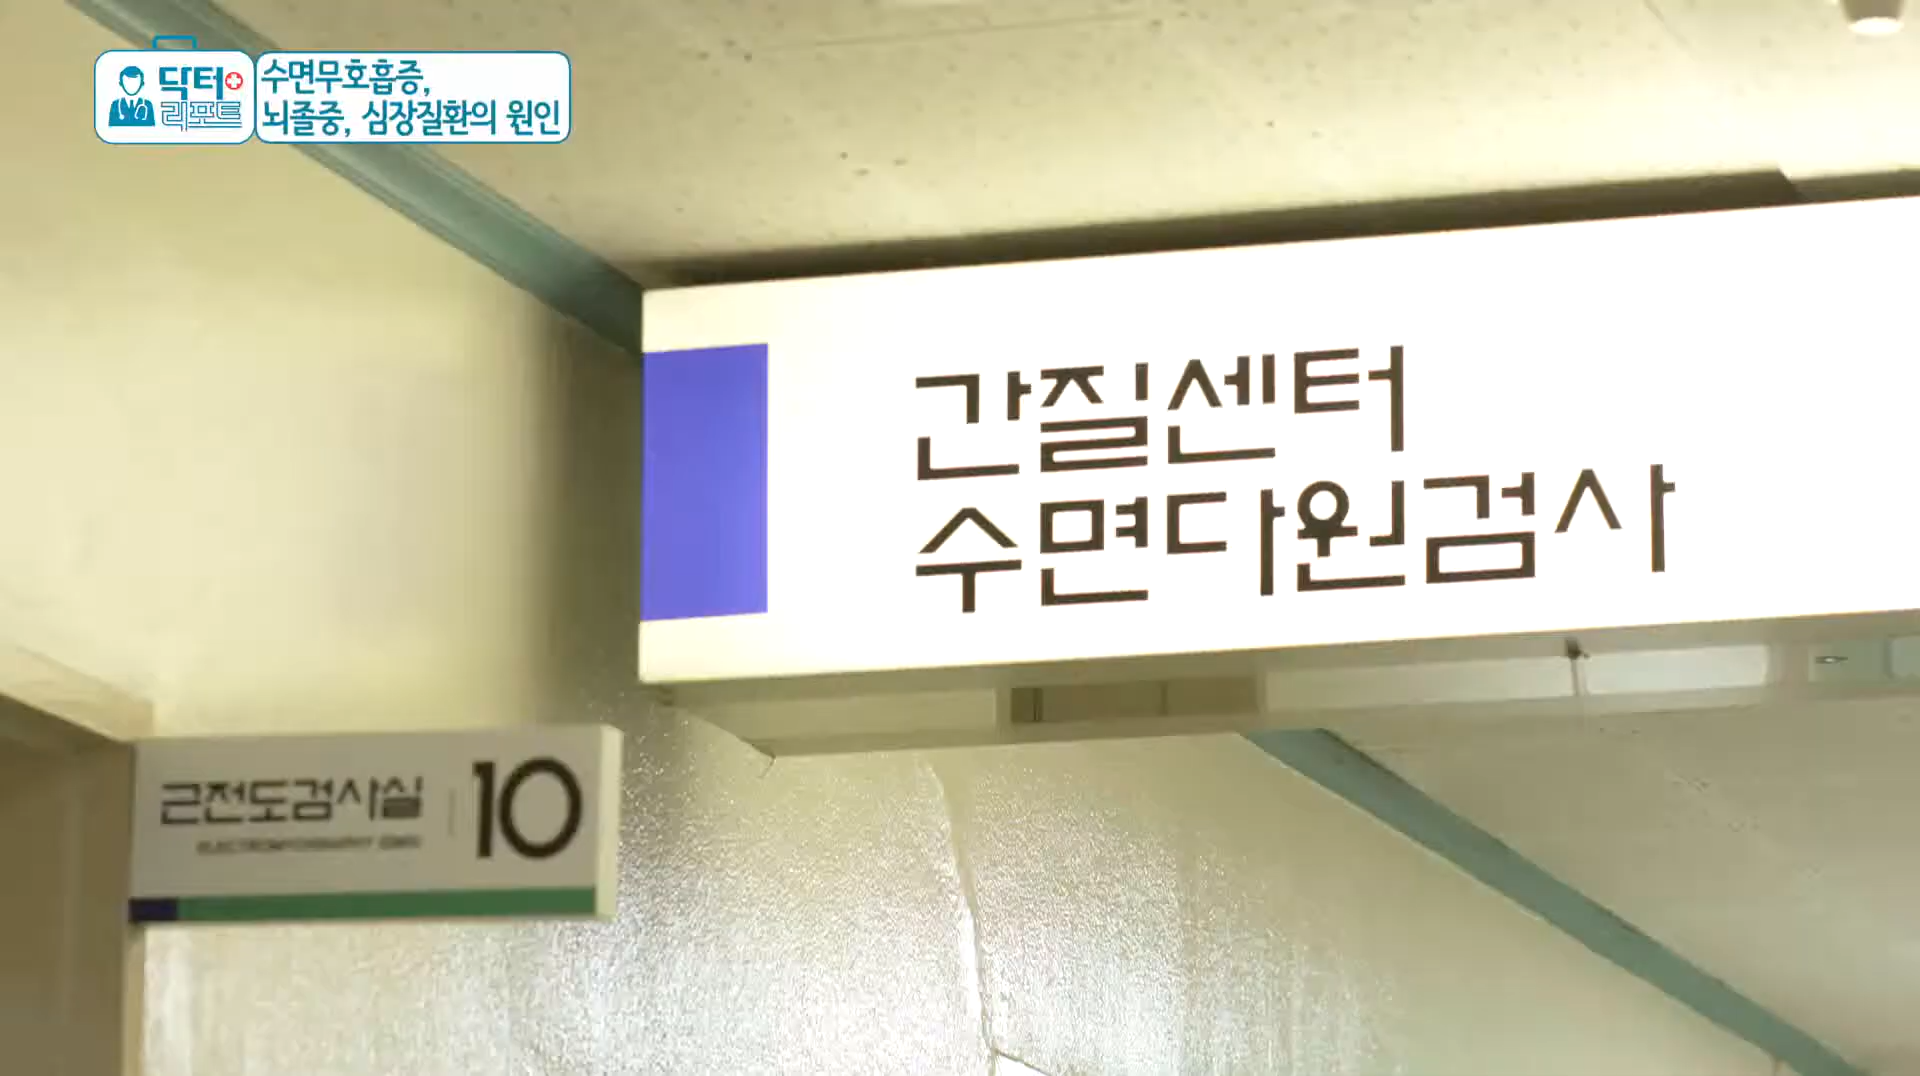 닥터
리포트
수면무호흡증,
뇌졸중, 심장질환의 원인
간질센터
수면다원검사
근전도검사실 10
ELECTROMYOGRAPHY (EMG)